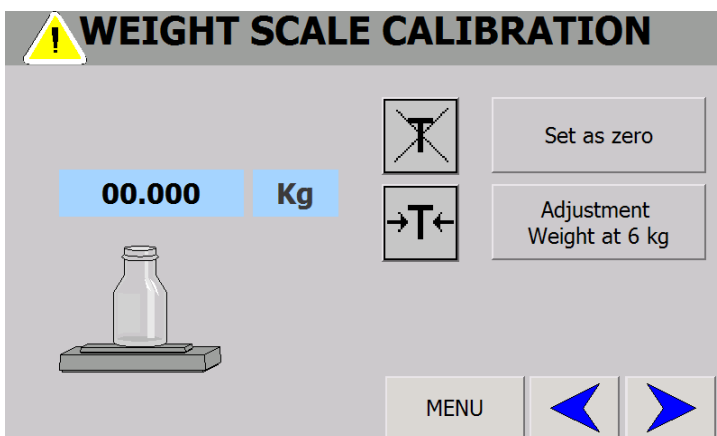 ! WEIGHT SCALE CALIBRATION
T
Set as zero
00.000 Kg
→T←
Adjustment
Weight at 6 kg
MENU